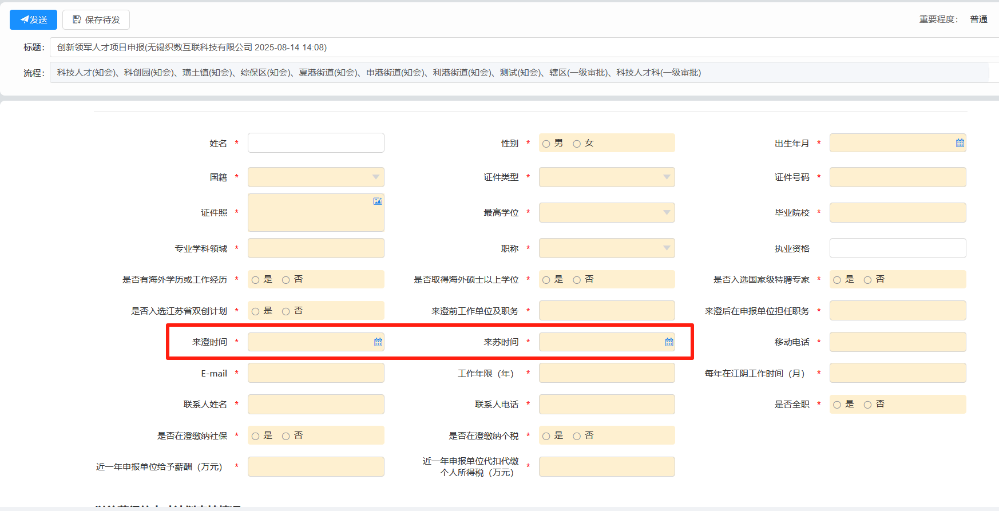 发送 保存待发 重要程度： 普通
标题： 创新领军人才项目申报(无锡织数互联科技有限公司 2025-08-14 14:08)
流程： 科技人才(知会)、科创园(知会)、璜土镇(知会)、综保区(知会)、夏港街道(知会)、申港街道(知会)、利港街道(知会)、测试(知会)、辖区(一级审批)、科技人才科(一级审批)
姓名 * 性别 * 男 女 出生年月 *
国籍 * 证件类型 * 证件号码 *
证件照 * 最高学位 * 毕业院校 *
专业学科领域 * 职称 * 执业资格
是否有海外学历或工作经历 * 是 否 是否取得海外硕士以上学位 * 是 否 是否入选国家级特聘专家 * 是 否
是否入选江苏省双创计划 * 是 否 来澄前工作单位及职务 * 来澄后在申报单位担任职务 *
来澄时间 * 来苏时间 * 移动电话 *
E-mail * 工作年限（年） * 每年在江阴工作时间（月） *
联系人姓名 * 联系人电话 * 是否全职 * 是 否
是否在澄缴纳社保 * 是 否 是否在澄缴纳个税 * 是 否
近一年申报单位给予薪酬（万元） * 近一年申报单位代扣代缴
个人所得税（万元） *